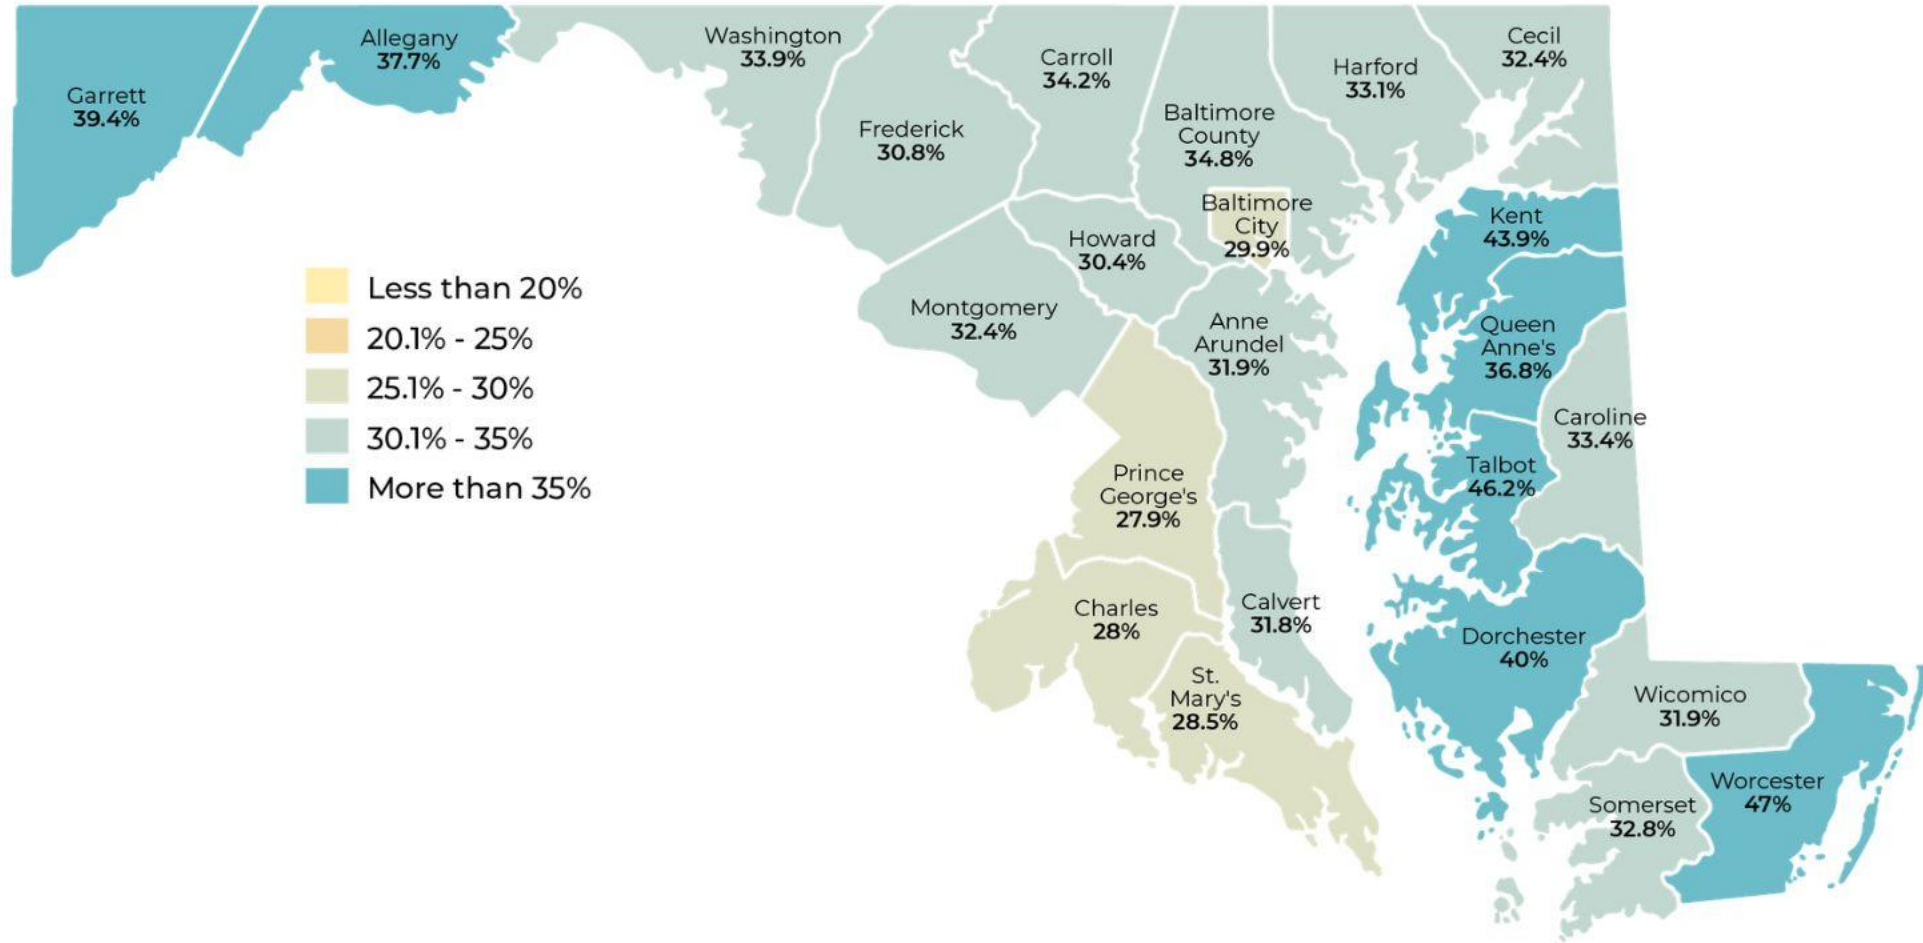 Garrett
39.4%
Allegany
37.7%
Washington
33.9%
Frederick
30.8%
Carroll
34.2%
Baltimore
County
34.8%
Baltimore
City
29.9%
Harford
33.1%
Cecil
32.4%
Kent
43.9%
Howard
30.4%
Montgomery
32.4%
Anne
Arundel
31.9%
Queen
Anne's
36.8%
Caroline
33.4%
Talbot
46.2%
Prince
George's
27.9%
Charles
28%
Calvert
31.8%
St.
Mary's
28.5%
Dorchester
40%
Wicomico
31.9%
Somerset
32.8%
Worcester
47%
Less than 20%
20.1% - 25%
25.1% - 30%
30.1% - 35%
More than 35%